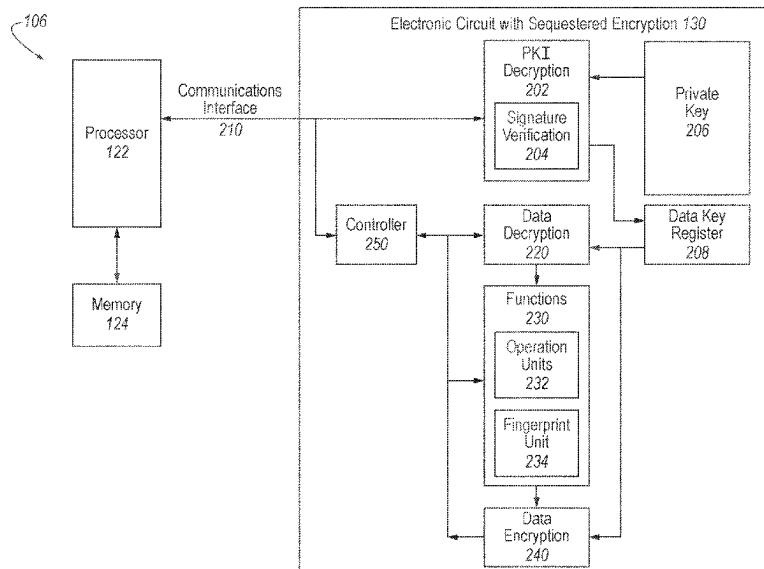 106
Electronic Circuit with Sequestered Encryption 130
PKI
Decryption
202
Signature
Verification
204
Private
Key
206
Communications
Interface
210
Processor
122
Controller
250
Data
Decryption
220
Data Key
Register
208
Memory
124
Functions
230
Operation
Units
232
Fingerprint
Unit
234
Data
Encryption
240